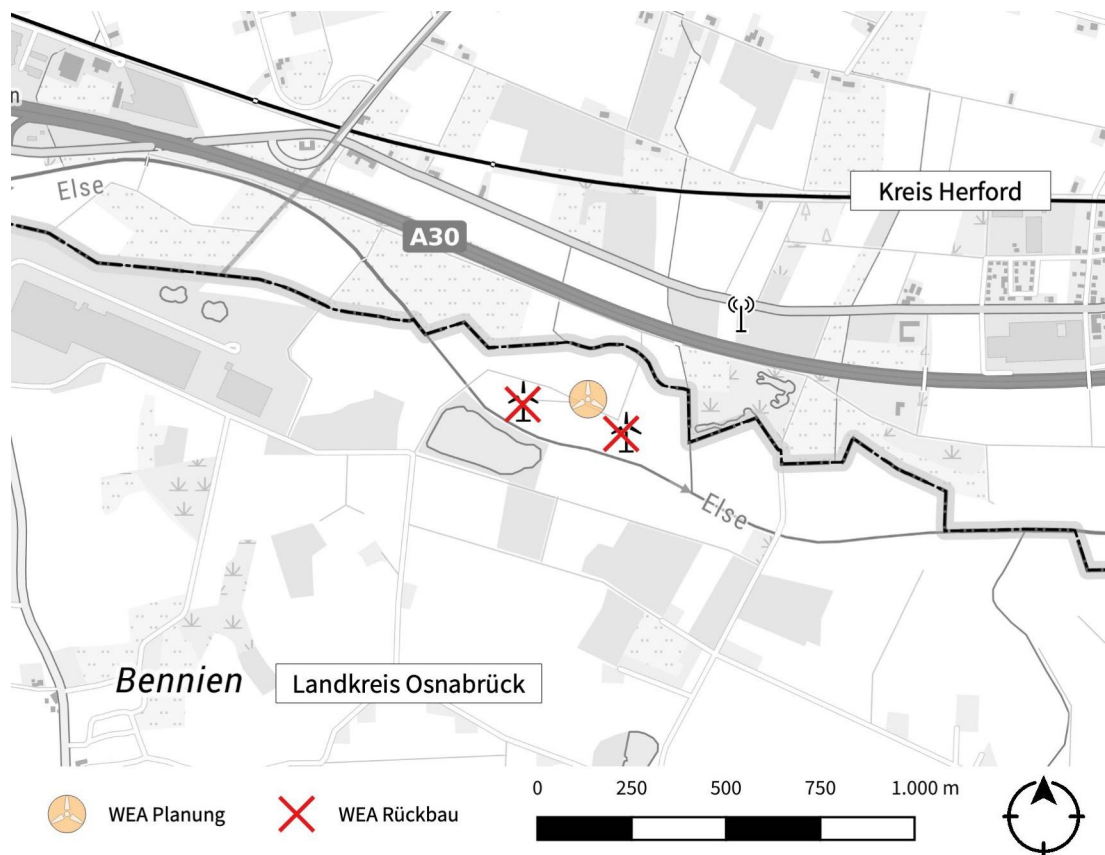 n
Else
Kreis Herford
A30
Else
Bennien
Landkreis Osnabrück
WEA Planung
WEA Rückbau
0 250 500 750 1.000 m